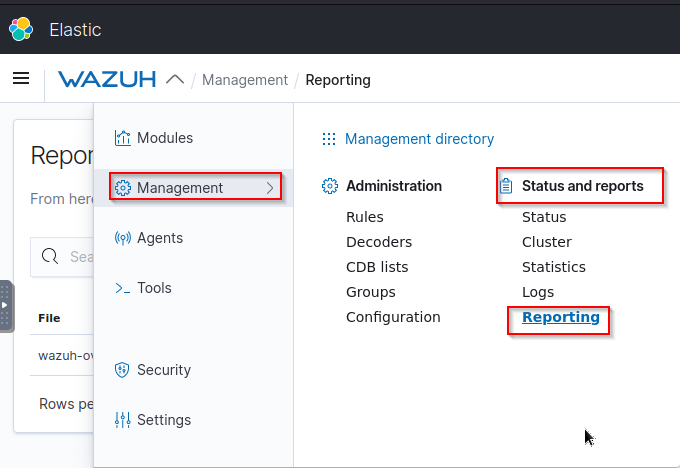 Elastic
WAZUH / Management / Reporting
Repor
From here
Sea
File
wazuh-ov
Rows pe
Modules
Management
Agents
Tools
Security
Settings
Management directory
Administration
Rules
Decoders
CDB lists
Groups
Configuration
Status and reports
Status
Cluster
Statistics
Logs
Reporting